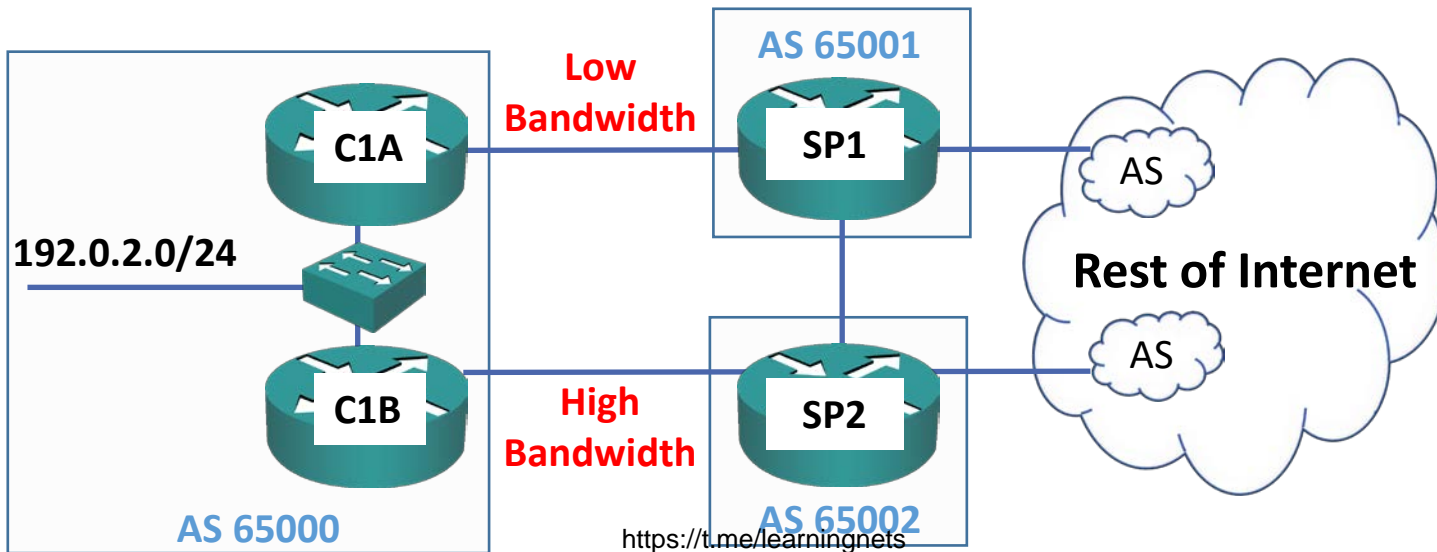 AS 65001
Low
Bandwidth
C1A
SP1
AS
192.0.2.0/24
Rest of Internet
AS
C1B
High
Bandwidth
SP2
AS 65000
AS 65002
https://t.me/learningnets